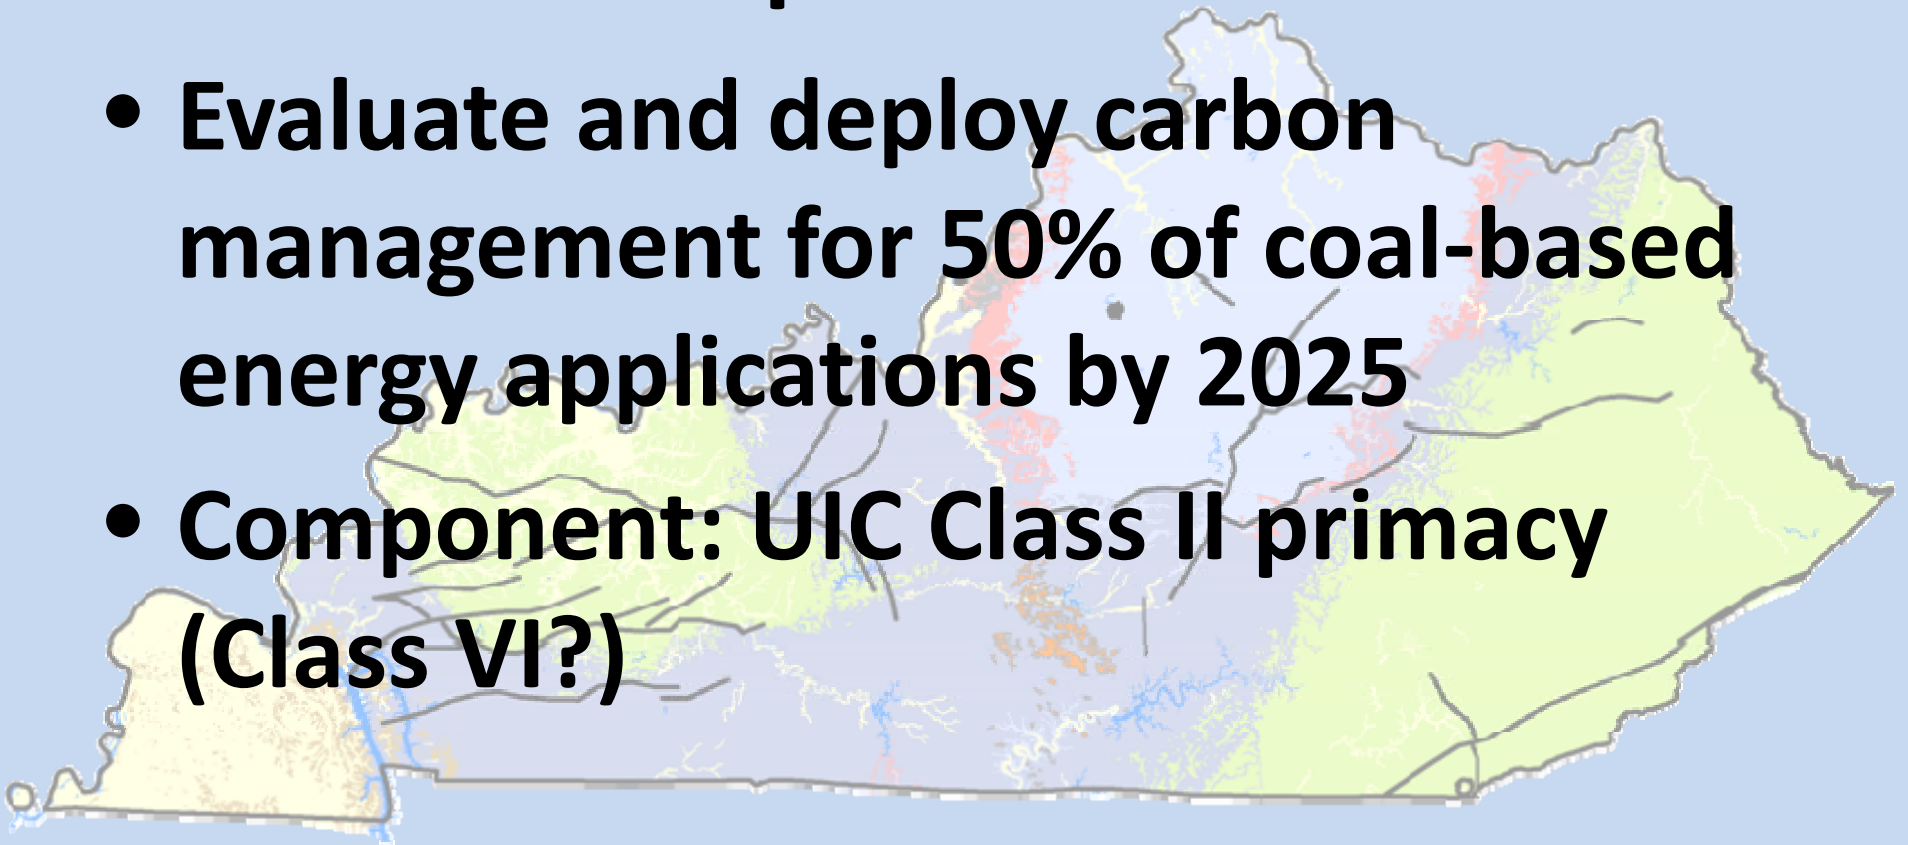 • Evaluate and deploy carbon
management for 50% of coal-based
energy applications by 2025
• Component: UIC Class II primacy
(Class VI?)